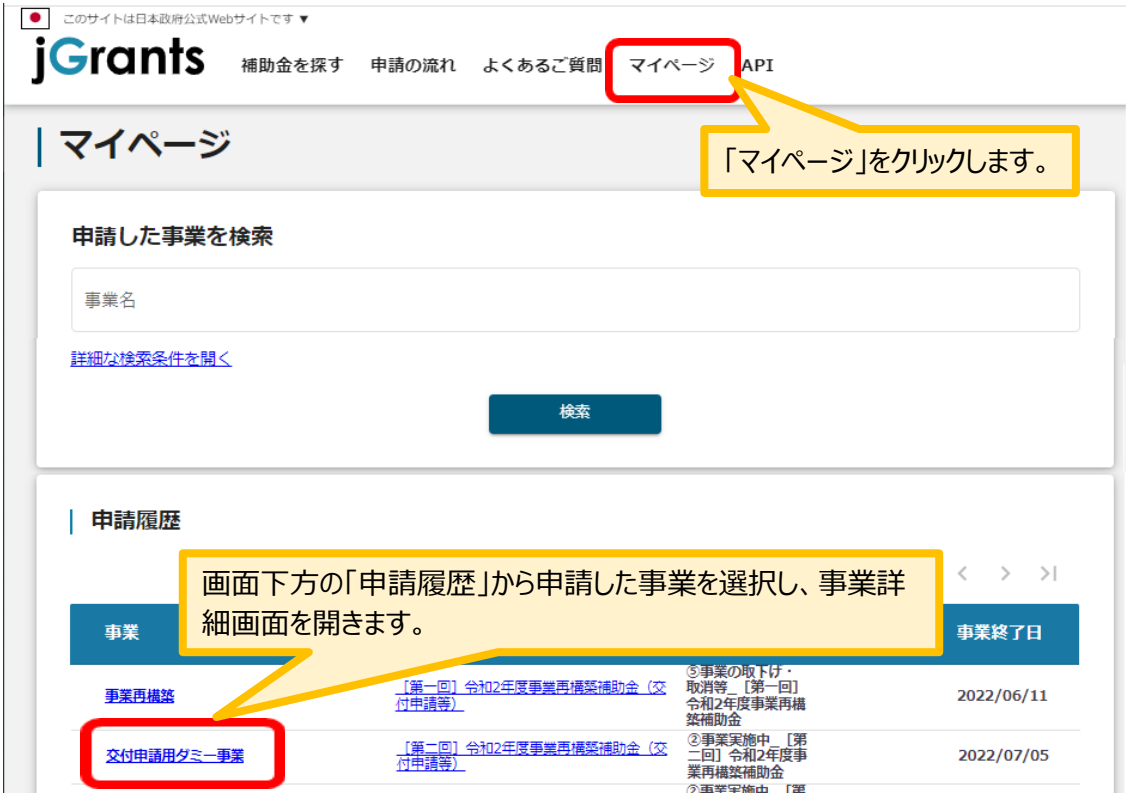 このサイトは日本政府公式Webサイトです ▼
jGrants 補助金を探す 申請の流れ よくあるご質問 マイページ API
マイページ
「マイページ」をクリックします。
申請した事業を検索
事業名
詳細な検索条件を開く
検索
申請履歴
画面下方の「申請履歴」から申請した事業を選択し、事業詳
細画面を開きます。
事業 事業終了日
事業再構築
［第一回］令和2年度事業再構築補助金（交
付申請等）
⑤事業の取下げ・
取消等_［第一回］
令和2年度事業再構
築補助金
2022/06/11
交付申請用ダミー事業
［第二回］令和2年度事業再構築補助金（交
付申請等）
②事業実施中_［第
二回］令和2年度事
業再構築補助金
2022/07/05
②事業実施中_［第